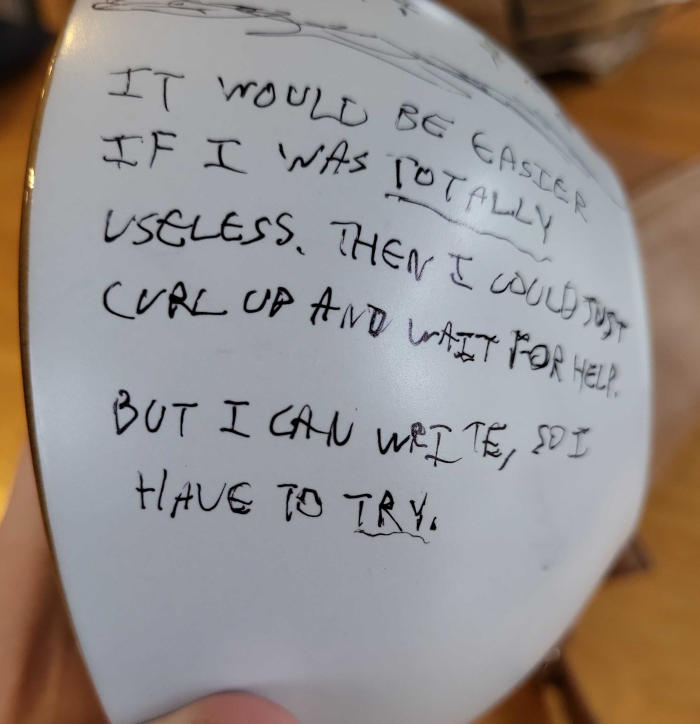 IT WOULD BE EASIER
IF I WAS TOTALLY
USELESS. THEN I COULD JUST
CURL UP AND WAIT FOR HELP.
BUT I CAN WRITE, SO I
HAVE TO TRY.